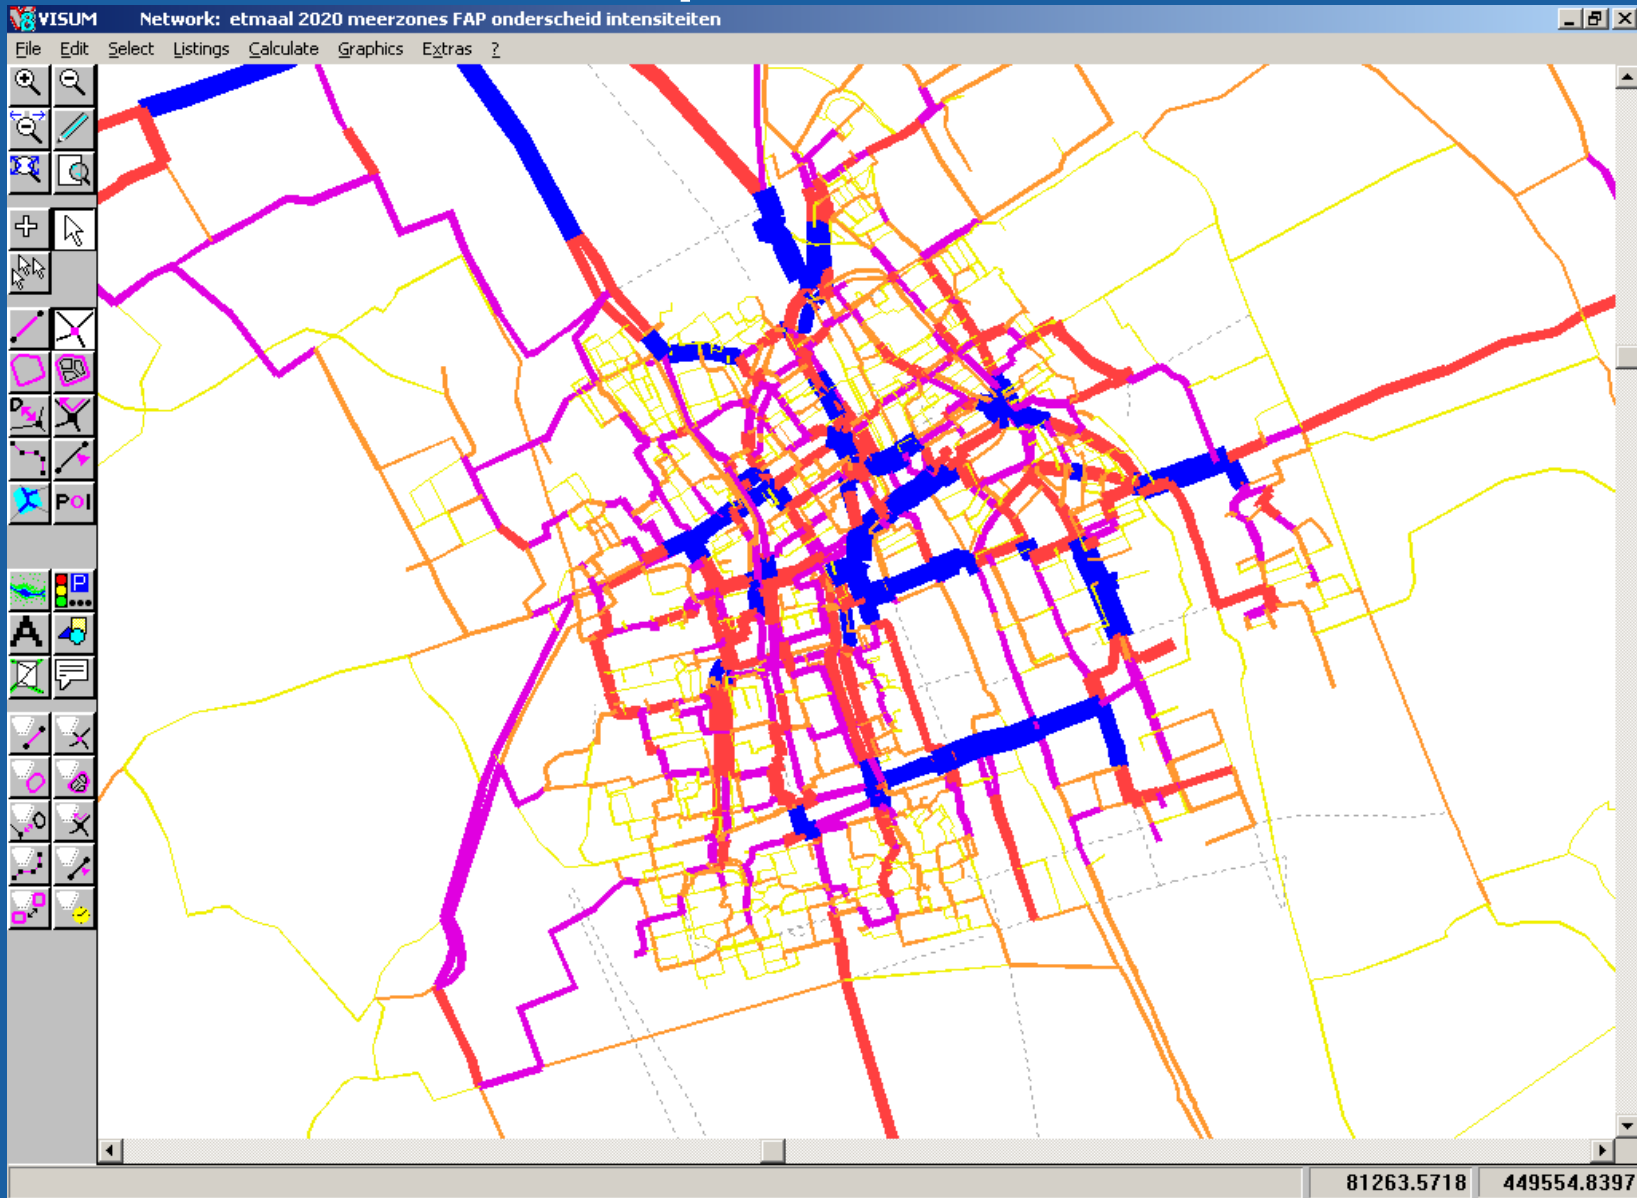 VISUM Network: etmaal 2020 meerzones FAP onderscheid intensiteiten
File Edit Select Listings Calculate Graphics Extras ?
POI
P
A
81263.5718 449554.8397